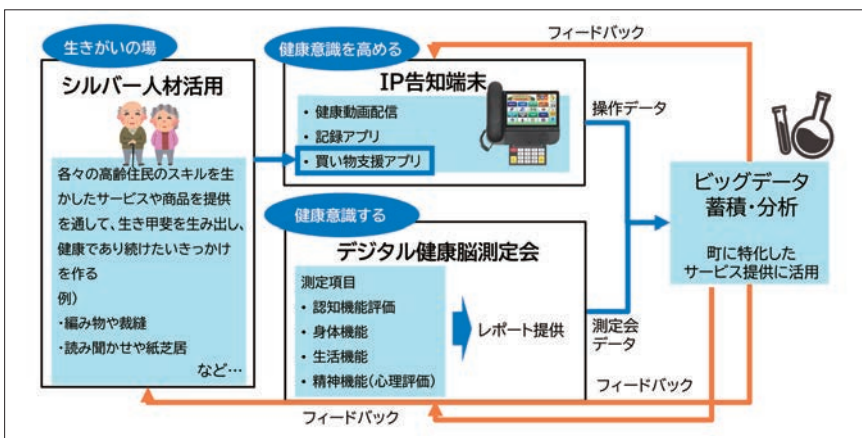 生きがいの場
シルバー人材活用
各々の高齢住民のスキルを生
かしたサービスや商品を提供
を通して、生き甲斐を生み出し、
健康であり続けたいきっかけ
を作る
例）
・編み物や裁縫
・読み聞かせや紙芝居
など…
健康意識を高める
IP告知端末
• 健康動画配信
• 記録アプリ
• 買い物支援アプリ
健康意識する
デジタル健康脳測定会
測定項目
• 認知機能評価
• 身体機能
• 生活機能
• 精神機能（心理評価）
レポート提供
フィードバック
操作データ
測定会
データ
ビッグデータ
蓄積・分析
町に特化した
サービス提供に活用
フィードバック
フィードバック